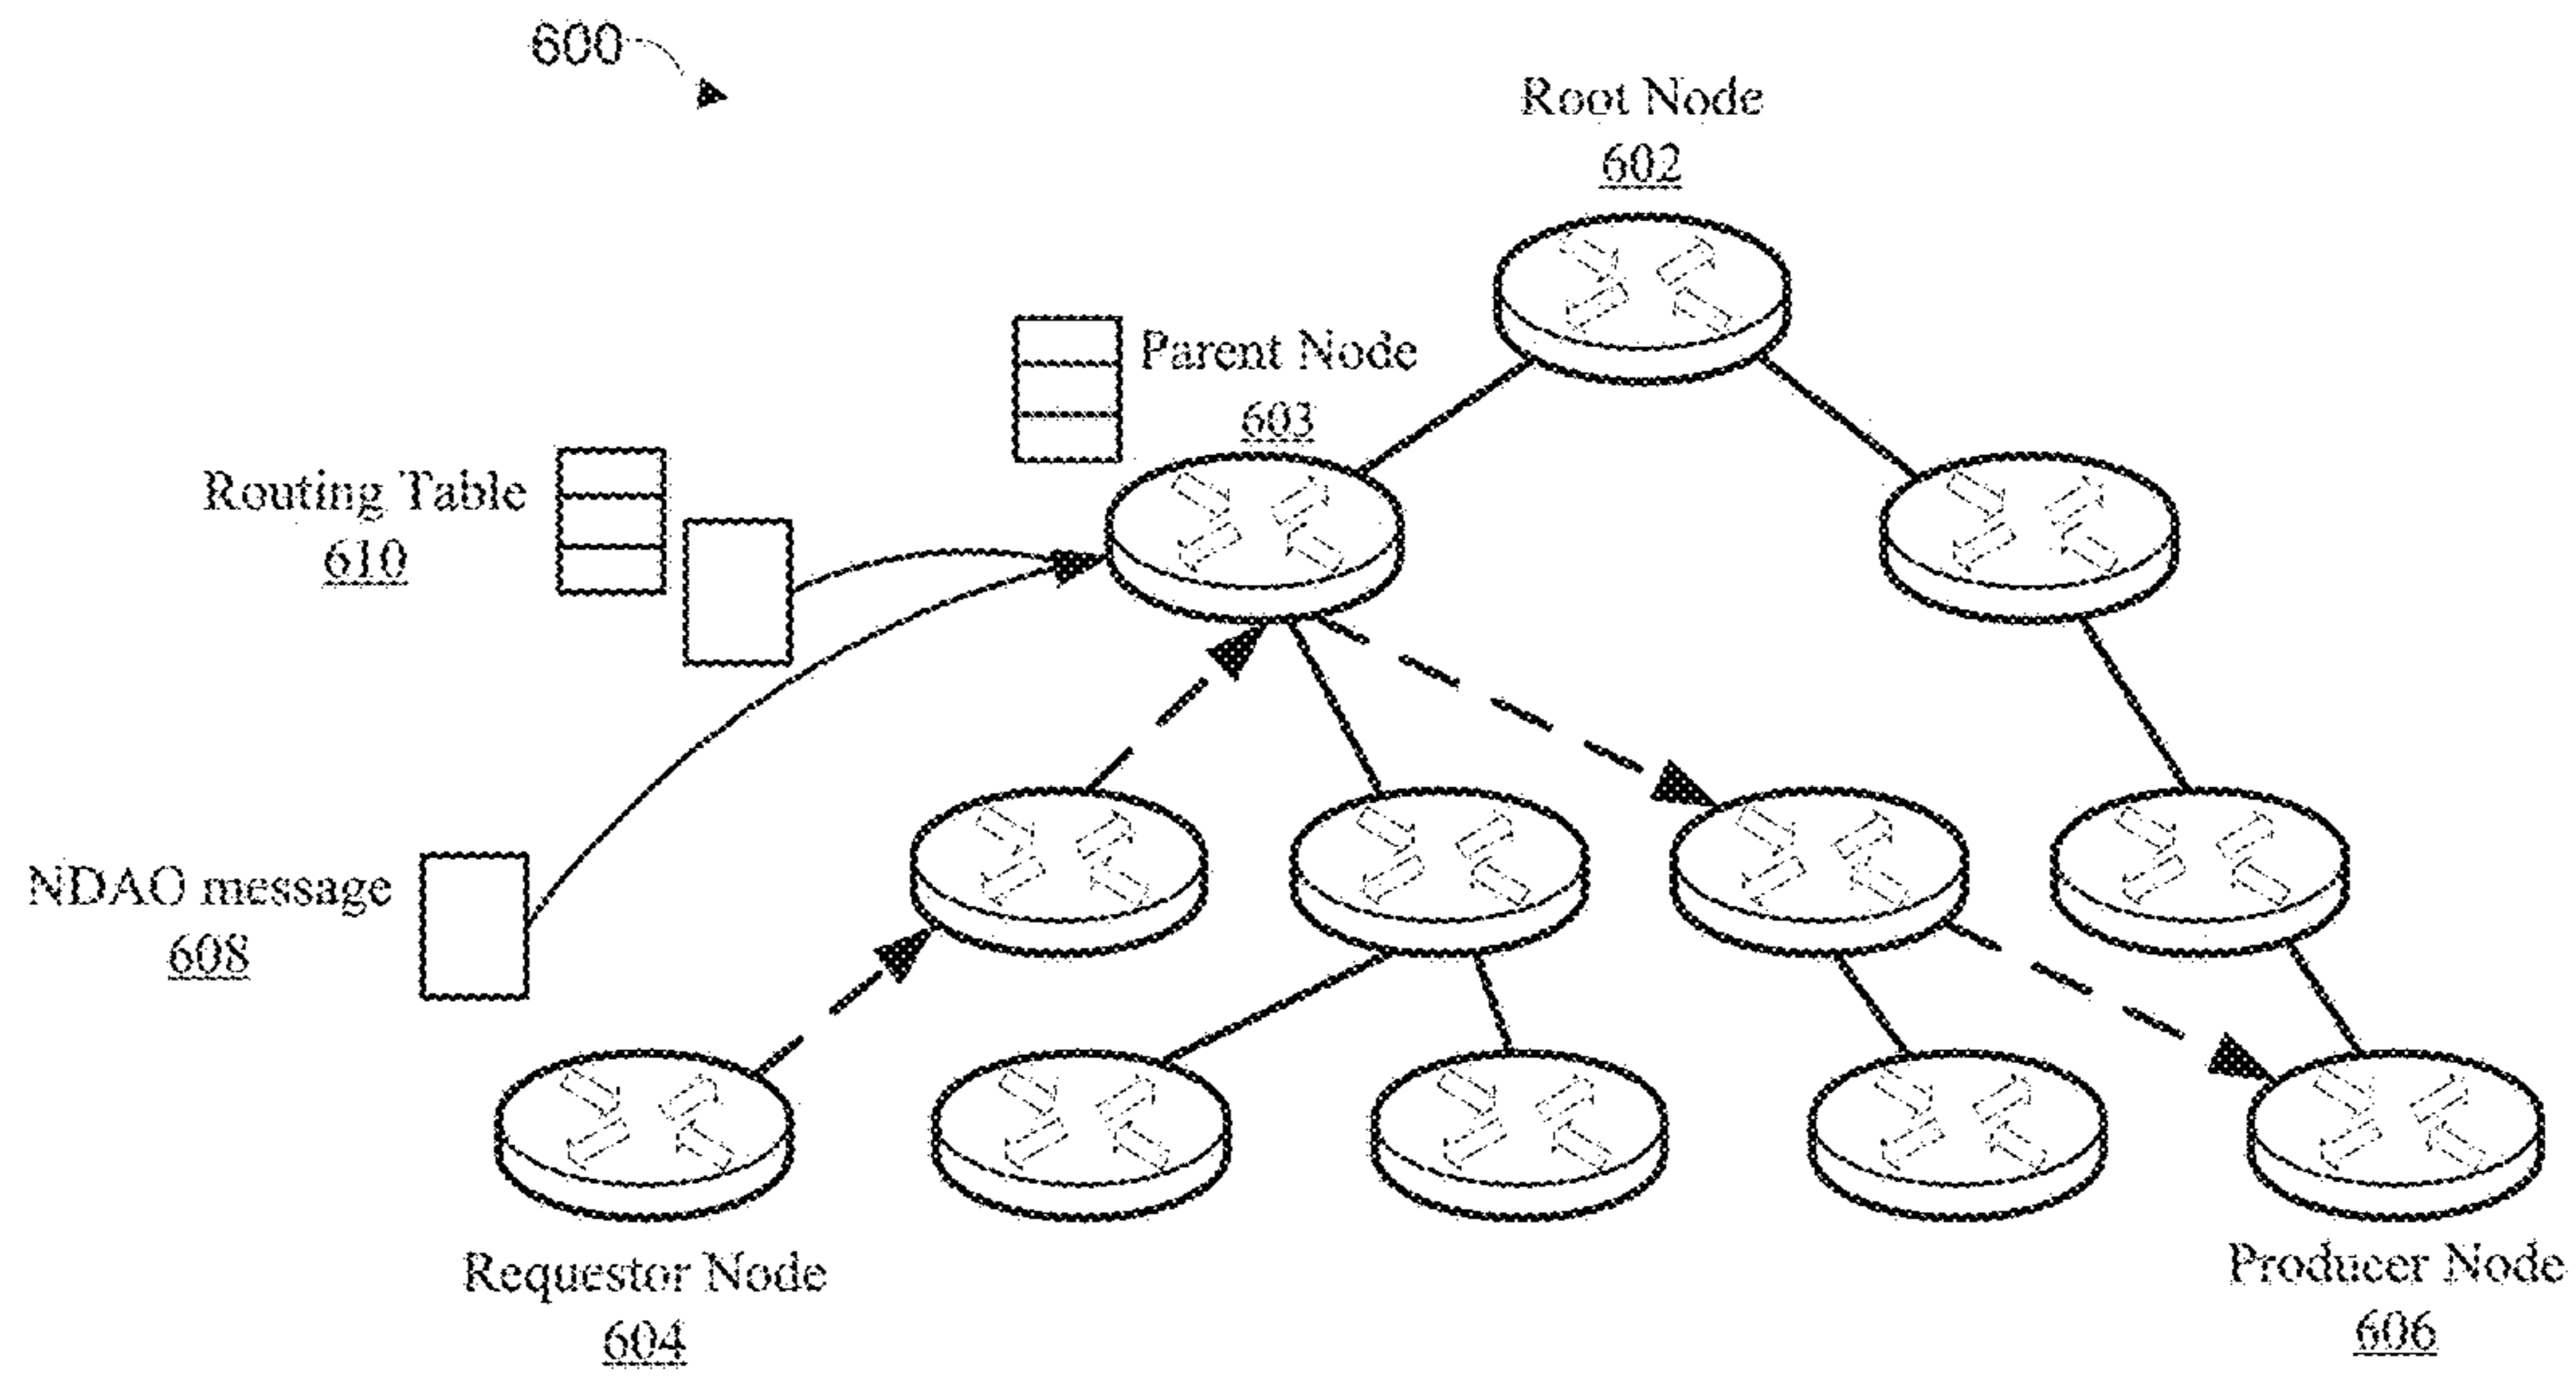 600
Root Node
602
Parent Node
603
Routing Table
610
NDAO message
608
Requestor Node
604
Producer Node
606